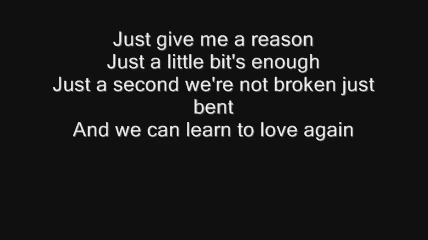 Just give me a reason
Just a little bit's enough
Just a second we're not broken just
bent
And we can learn to love again